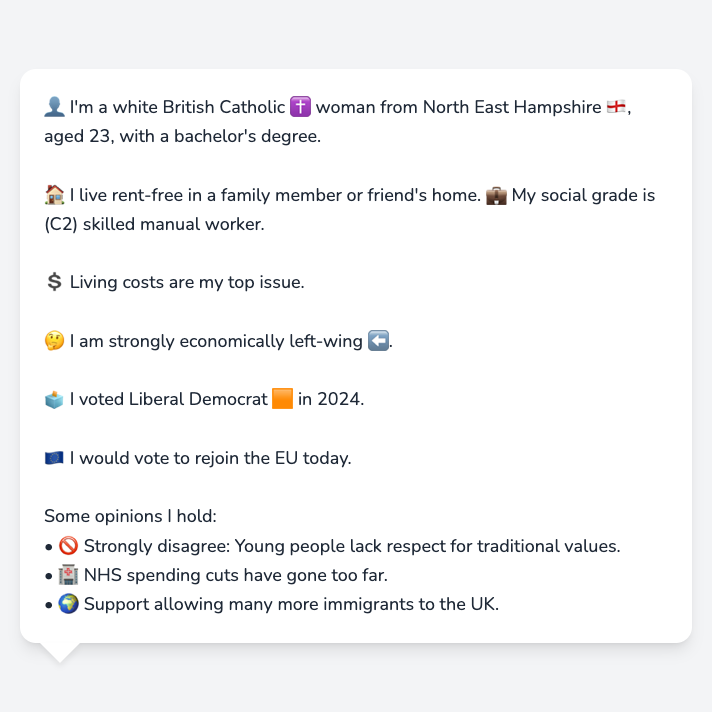 👤 I'm a white British Catholic ✝️ woman from North East Hampshire 🏴󠁧󠁢󠁥󠁮󠁧󠁿,
aged 23, with a bachelor's degree.
🏠 I live rent-free in a family member or friend's home. 💼 My social grade is
(C2) skilled manual worker.
💲 Living costs are my top issue.
🤔 I am strongly economically left-wing ⬅️.
🗳️ I voted Liberal Democrat 🟧 in 2024.
🇪🇺 I would vote to rejoin the EU today.
Some opinions I hold:
• 🚫 Strongly disagree: Young people lack respect for traditional values.
• 🏥 NHS spending cuts have gone too far.
• 🌍 Support allowing many more immigrants to the UK.